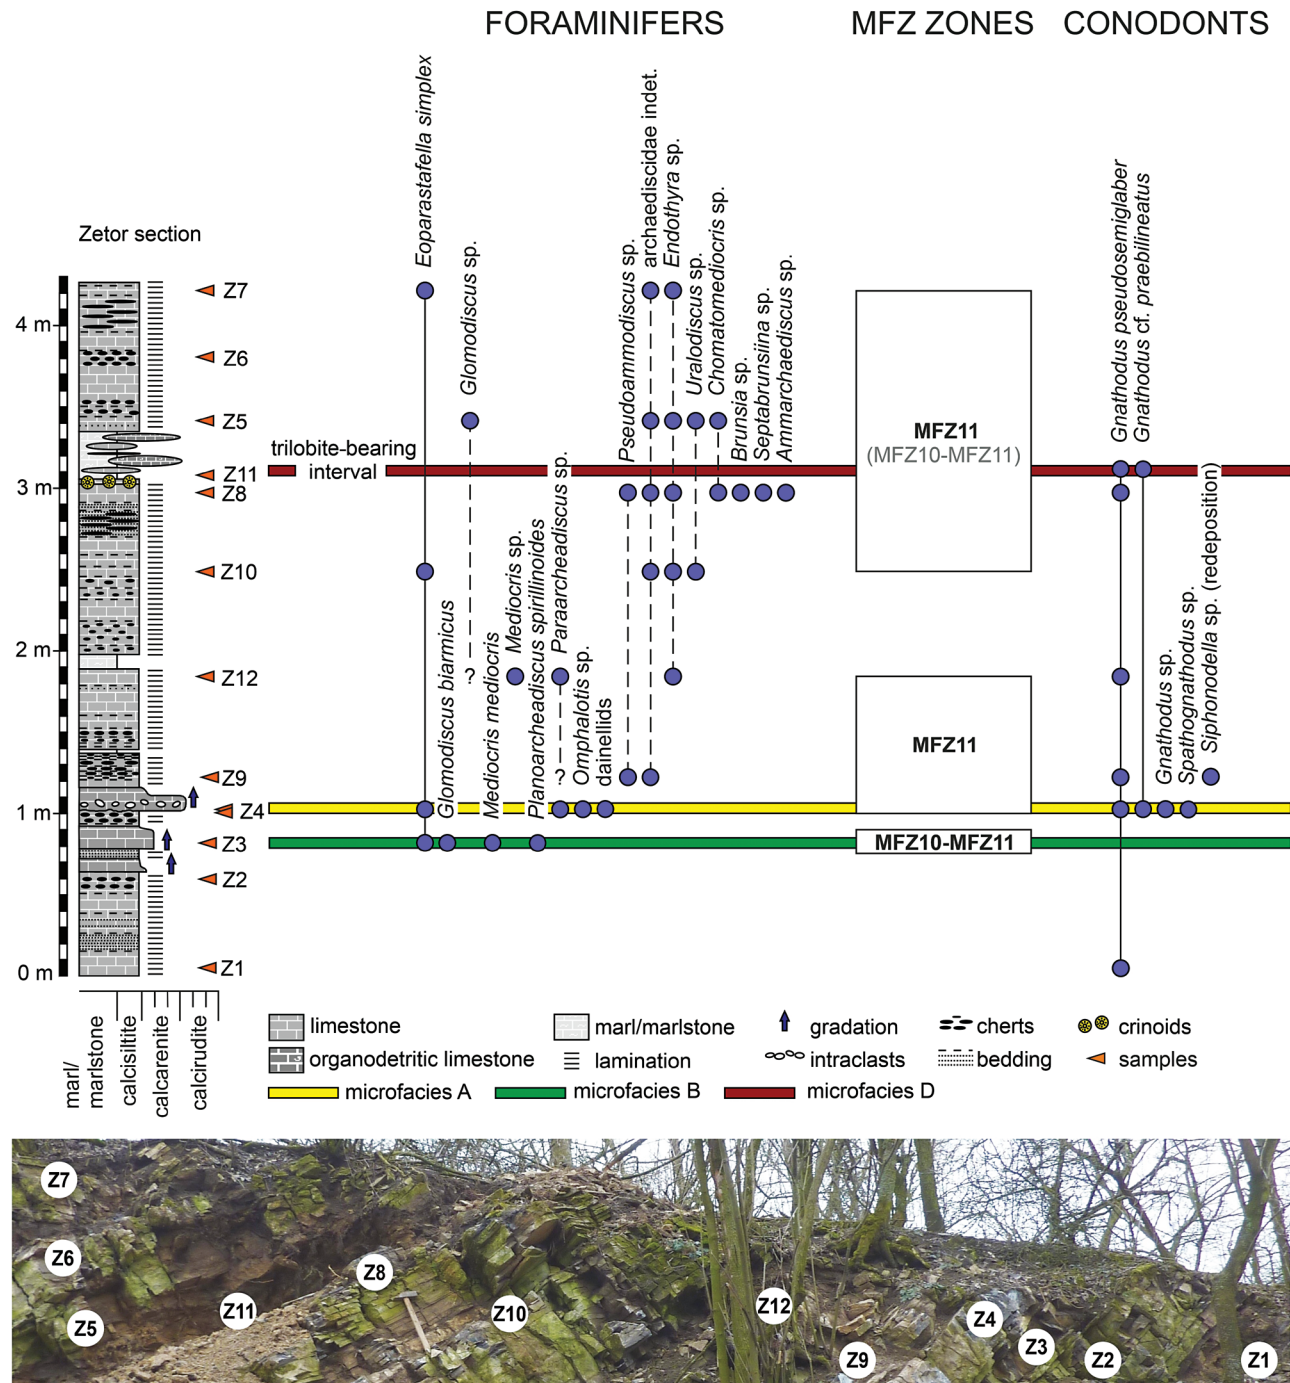 FORAMINIFERS
MFZ ZONES
CONODONTS
Zetor section
Eoparastafella simplex
Glomodiscus biarmicus
Glomodiscus sp.
Mediocris mediocris
Mediocris sp.
Planoarcheadiscus spirillinoides
Paraarcheadiscus sp.
Omphalotis sp.
dainellids
Pseudoammodiscus sp.
archaediscidae indet.
Endothyra sp.
Uralodiscus sp.
Chomatomediocris sp.
Brunsia sp.
Septabrunsiina sp.
Ammarchaediscus sp.
Gnathodus pseudosemiglaber
Gnathodus cf. praebilineatus
Gnathodus sp.
Spathognathodus sp.
Siphonodella sp. (redeposition)
4 m
3 m
2 m
1 m
0 m
Z7
Z6
Z5
Z11
Z8
Z10
Z12
Z9
Z4
Z3
Z2
Z1
trilobite-bearing
interval
?
?
MFZ11
(MFZ10-MFZ11)
MFZ11
MFZ10-MFZ11
marl/
marlstone
calcisiltite
calcarenite
calcirudite
limestone
marl/marlstone
gradation
cherts
crinoids
organodetritic limestone
lamination
intraclasts
bedding
samples
microfacies A
microfacies B
microfacies D
Z7
Z6
Z5
Z11
Z8
Z10
Z12
Z9
Z4
Z3
Z2
Z1